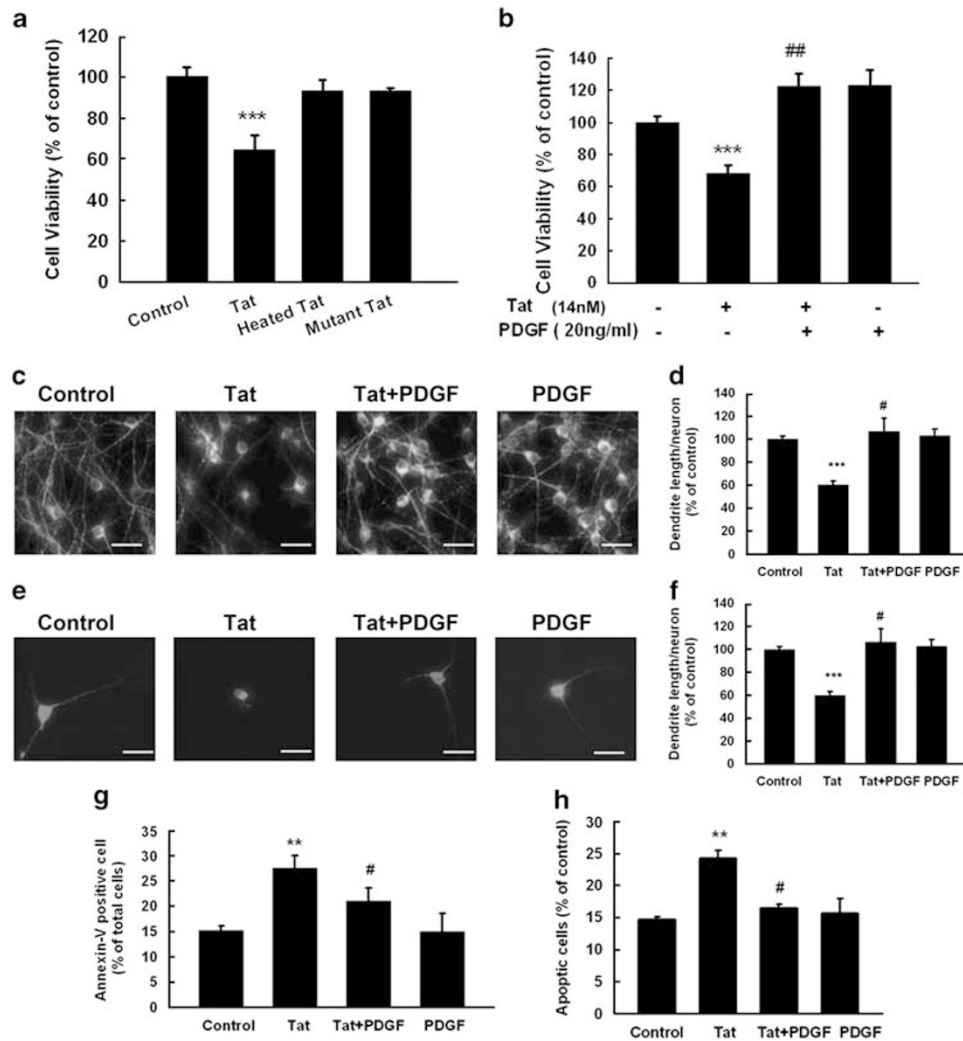 a
Cell Viability (% of control)
120
100
80
60
40
20
0
***
Control
Tat
Heated Tat
Mutant Tat
b
Cell Viability (% of control)
140
120
100
80
60
40
20
0
***
##
Tat (14nM) - + + -
PDGF ( 20ng/ml) - - + +
c
Control Tat Tat+PDGF PDGF
d
Dendrite length/neuron
(% of control)
140
120
100
80
60
40
20
0
***
#
Control Tat Tat+PDGF PDGF
e
Control Tat Tat+PDGF PDGF
f
Dendrite length/neuron
(% of control)
140
120
100
80
60
40
20
0
***
#
Control Tat Tat+PDGF PDGF
g
Annexin-V positive cell
(% of total cells)
35
30
25
20
15
10
5
0
**
#
Control Tat Tat+PDGF PDGF
h
Apoptic cells (% of control)
30
25
20
15
10
5
0
**
#
Control Tat Tat+PDGF PDGF